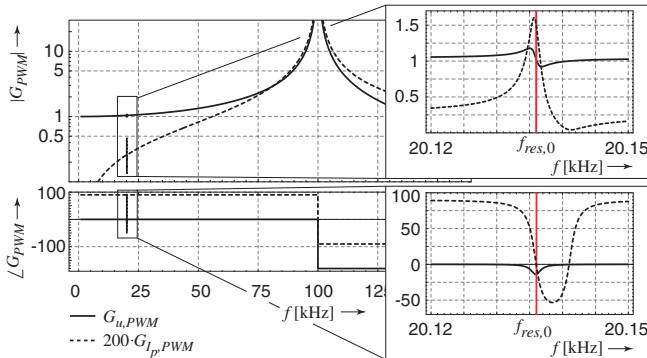 |G_PWM| →
10
5
1
0.5
1.5
1
0.5
20.12
f_res,0
20.15
f [kHz] →
∠G_PWM →
100
-100
0
25
50
75
100
125
f [kHz] →
100
50
0
-50
20.12
f_res,0
20.15
f [kHz] →
G_u,PWM
200·G_Ip,PWM